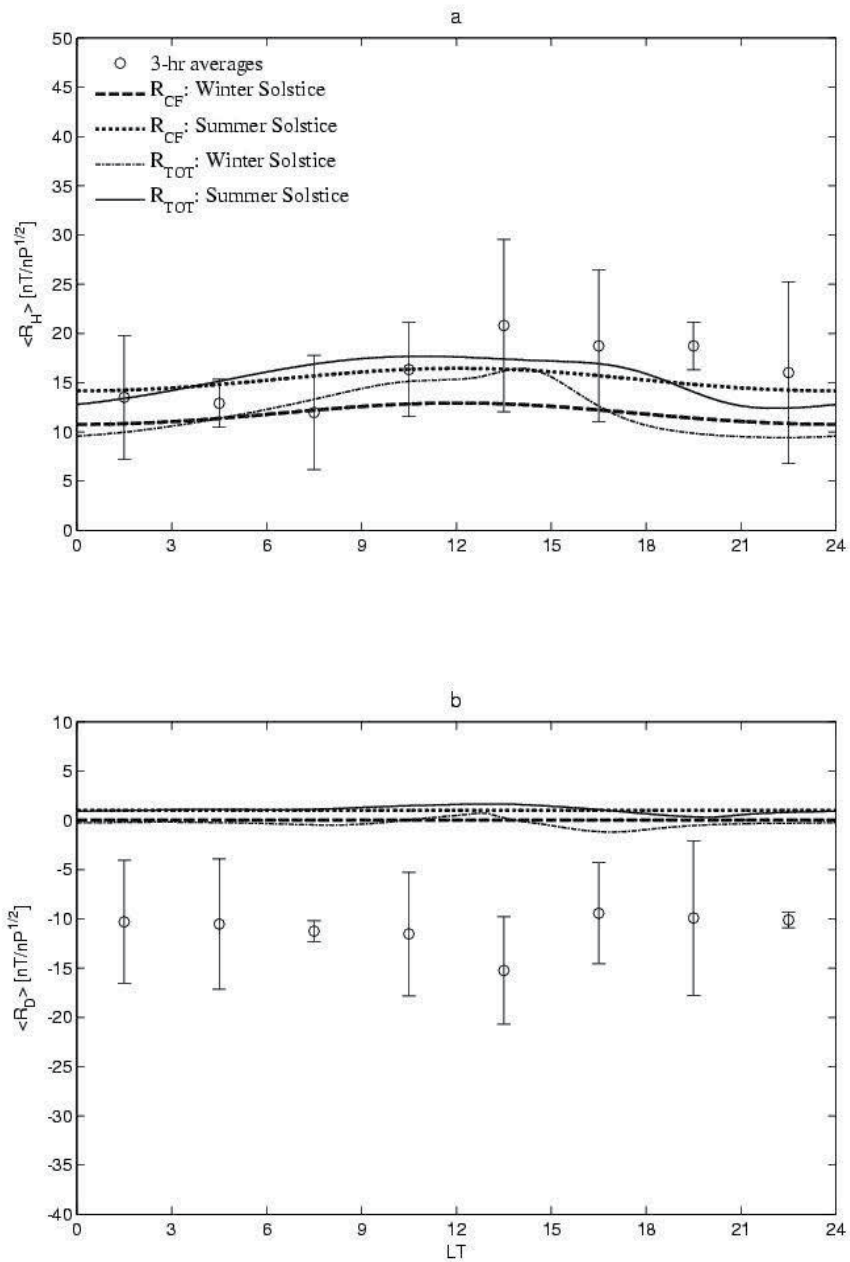 a
50
45
40
35
30
25
20
15
10
5
0
<R_H> [nT/nP^1/2]
3-hr averages
R_CF: Winter Solstice
R_CF: Summer Solstice
R_TOT: Winter Solstice
R_TOT: Summer Solstice
0 3 6 9 12 15 18 21 24
b
10
5
0
-5
-10
-15
-20
-25
-30
-35
-40
<R_D> [nT/nP^1/2]
0 3 6 9 12 15 18 21 24
LT